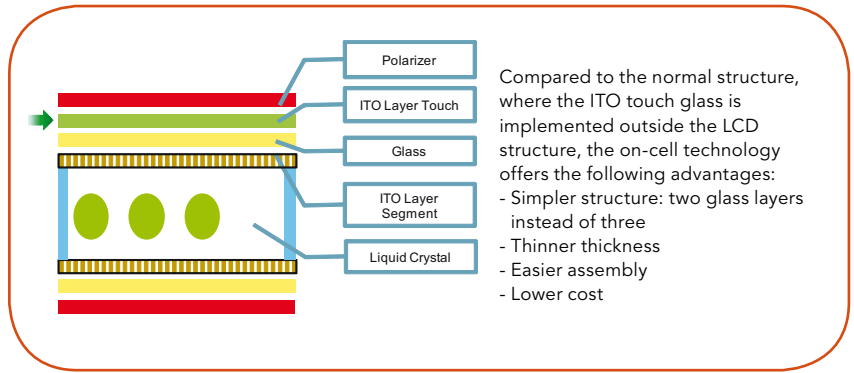 Polarizer
ITO Layer Touch
Glass
ITO Layer
Segment
Liquid Crystal
Compared to the normal structure,
where the ITO touch glass is
implemented outside the LCD
structure, the on-cell technology
offers the following advantages:
- Simpler structure: two glass layers
instead of three
- Thinner thickness
- Easier assembly
- Lower cost